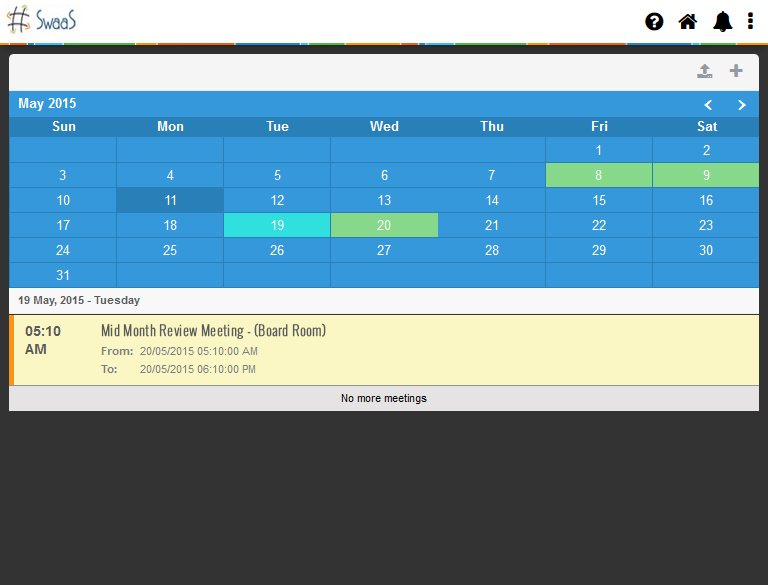 SwaaS
May 2015
Sun Mon Tue Wed Thu Fri Sat
1 2
3 4 5 6 7 8 9
10 11 12 13 14 15 16
17 18 19 20 21 22 23
24 25 26 27 28 29 30
31
19 May, 2015 - Tuesday
05:10 AM
Mid Month Review Meeting - (Board Room)
From: 20/05/2015 05:10:00 AM
To: 20/05/2015 06:10:00 PM
No more meetings